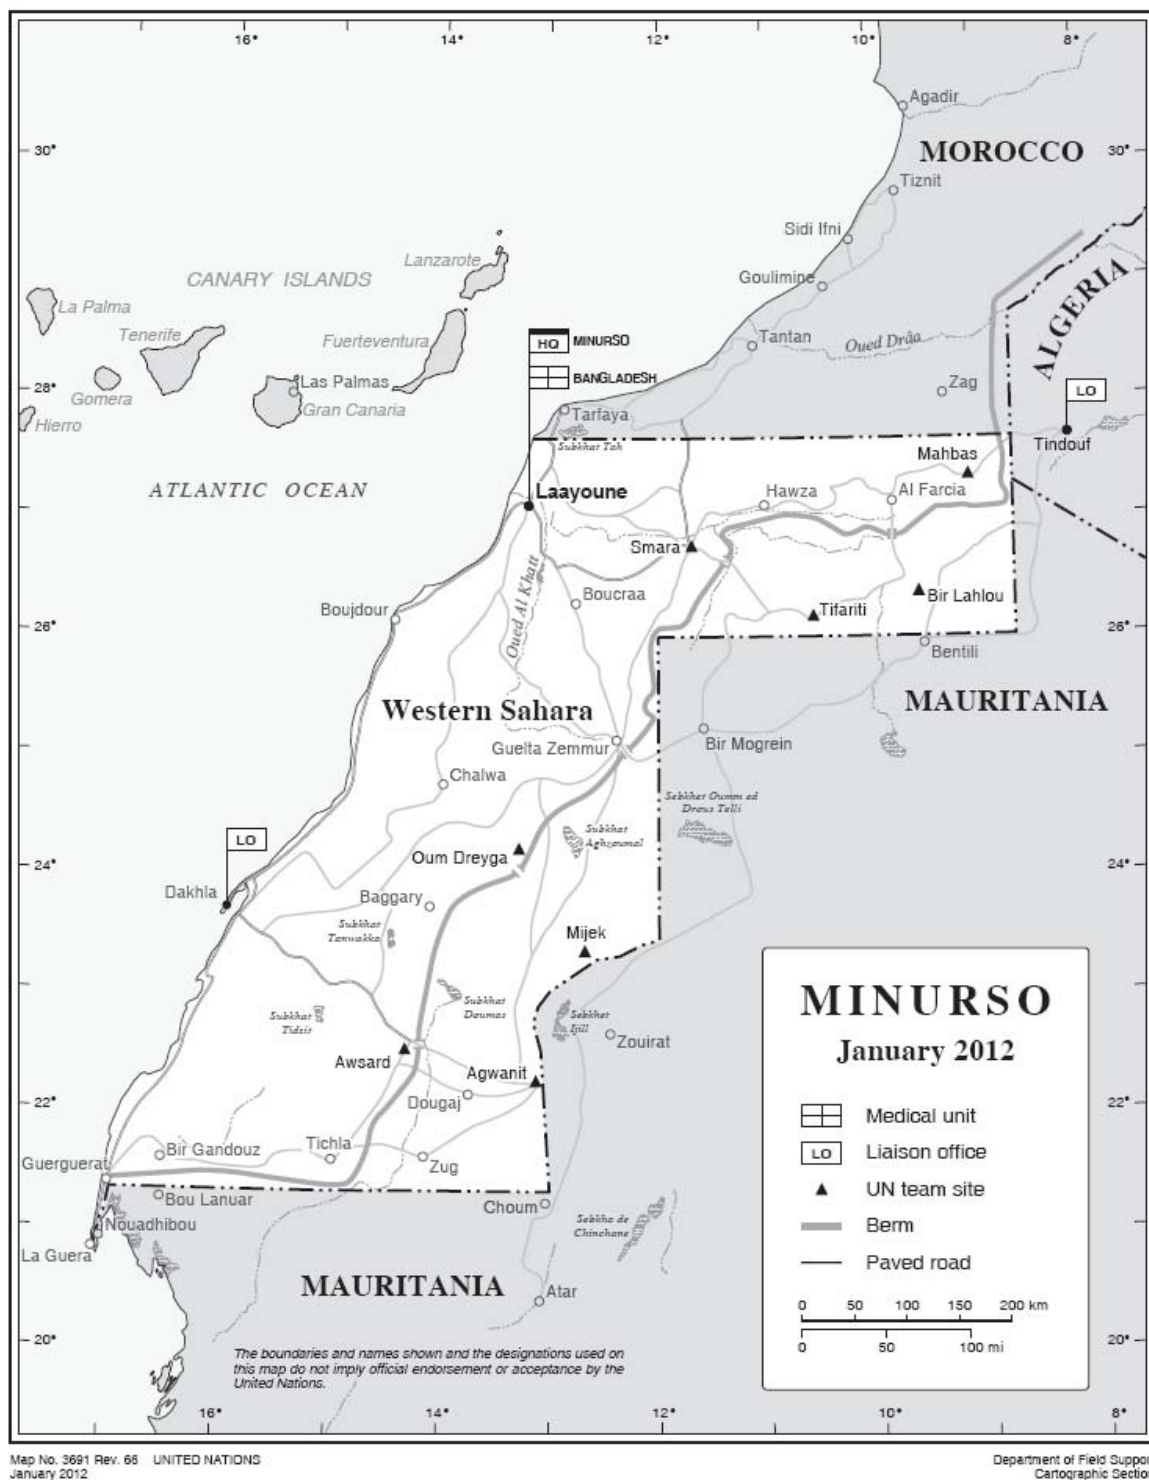 16°
12°
10°
8°
Agadir
MOROCCO
30°
30°
Tiznit
Sidi Ifni
Goulimine
CANARY ISLANDS
Lanzarote
La Palma
Tenerife
Fuerteventura
HQ MINURSO
Tantan
Oued Drâa
ALGERIA
BANGLADESH
28°
Las Palmas
Gomera
Gran Canaria
Hierro
Zag
LO
Tarfaya
Tindouf
Subkhat Tah
Mahbas
ATLANTIC OCEAN
Laayoune
Hawza
Al Farcia
Smara
Oued Al Khatt
Boucraa
Boujdour
Tifariti
Bir Lahlou
26°
26°
Bentili
Western Sahara
MAURITANIA
Guelta Zemmur
Bir Mogrein
Chalwa
Sebkhet Oumm ed
Drous Telli
Subkhat
Aghzoumal
LO
Oum Dreyga
24°
24°
Dakhla
Baggary
Subkhat
Tanwakka
Mijek
Subkhat
Doumas
Subkhat
Tidsit
Sebkhet
Ijill
Zouirat
Awsard
Agwanit
Dougaj
22°
22°
Bir Gandouz
Tichla
Zug
Guerguerat
Bou Lanuar
Choum
Nouadhibou
Sebkha de
Chinchane
La Guera
MAURITANIA
Atar
20°
20°
The boundaries and names shown and the designations used on
this map do not imply official endorsement or acceptance by the
United Nations.
MINURSO
January 2012
Medical unit
LO Liaison office
UN team site
Berm
Paved road
0 50 100 150 200 km
0 50 100 mi
16°
14°
12°
10°
8°
Map No. 3691 Rev. 66 UNITED NATIONS
January 2012
Department of Field Suppor
Cartographic Sectio